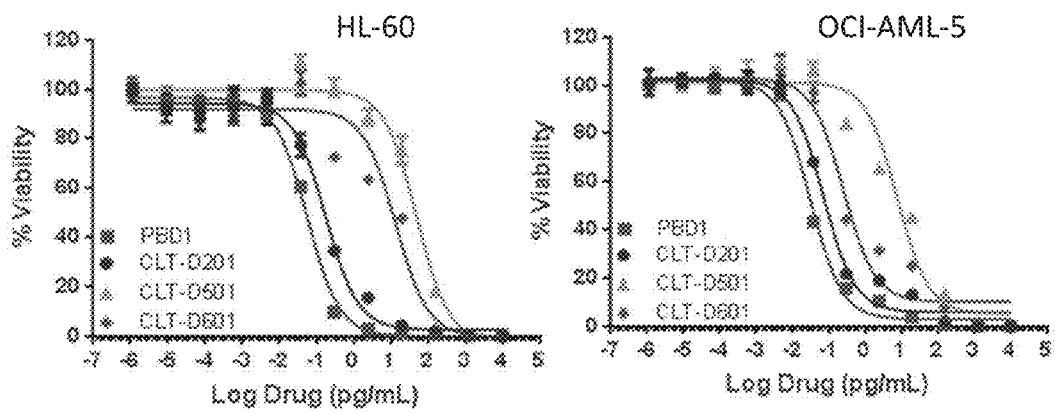 HL-60
OCI-AML-5
120
100
80
60
40
20
0
% Viability
PBD1
CLT-D201
CLT-D501
CLT-D601
-7 -6 -5 -4 -3 -2 -1 0 1 2 3 4 5
Log Drug (pg/mL)
120
100
80
60
40
20
0
% Viability
PBD1
CLT-D201
CLT-D501
CLT-D601
-7 -6 -5 -4 -3 -2 -1 0 1 2 3 4 5
Log Drug (pg/mL)